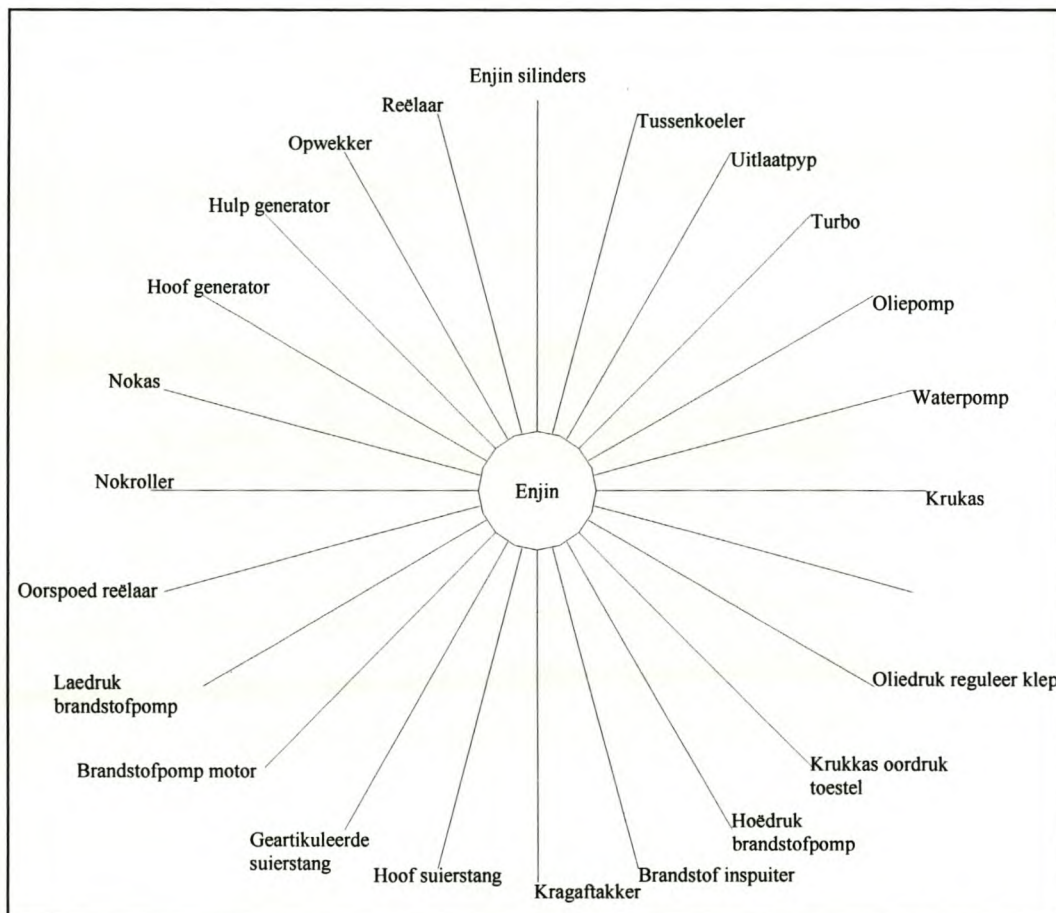 Enjin silinders
Reëlaar
Tussenkoeler
Opwekker
Uitlaatpyp
Hulp generator
Turbo
Hoof generator
Oliepomp
Nokas
Waterpomp
Nokroller
Enjin
Krukas
Oorspoed reëlaar
Laedruk
brandstofpomp
Oliedruk reguleer klep
Brandstofpomp motor
Krukkas oordruk
toestel
Geartikuleerde
suierstang
Hoëdruk
brandstofpomp
Hoof suierstang
Kragaftakker
Brandstof inspuiter